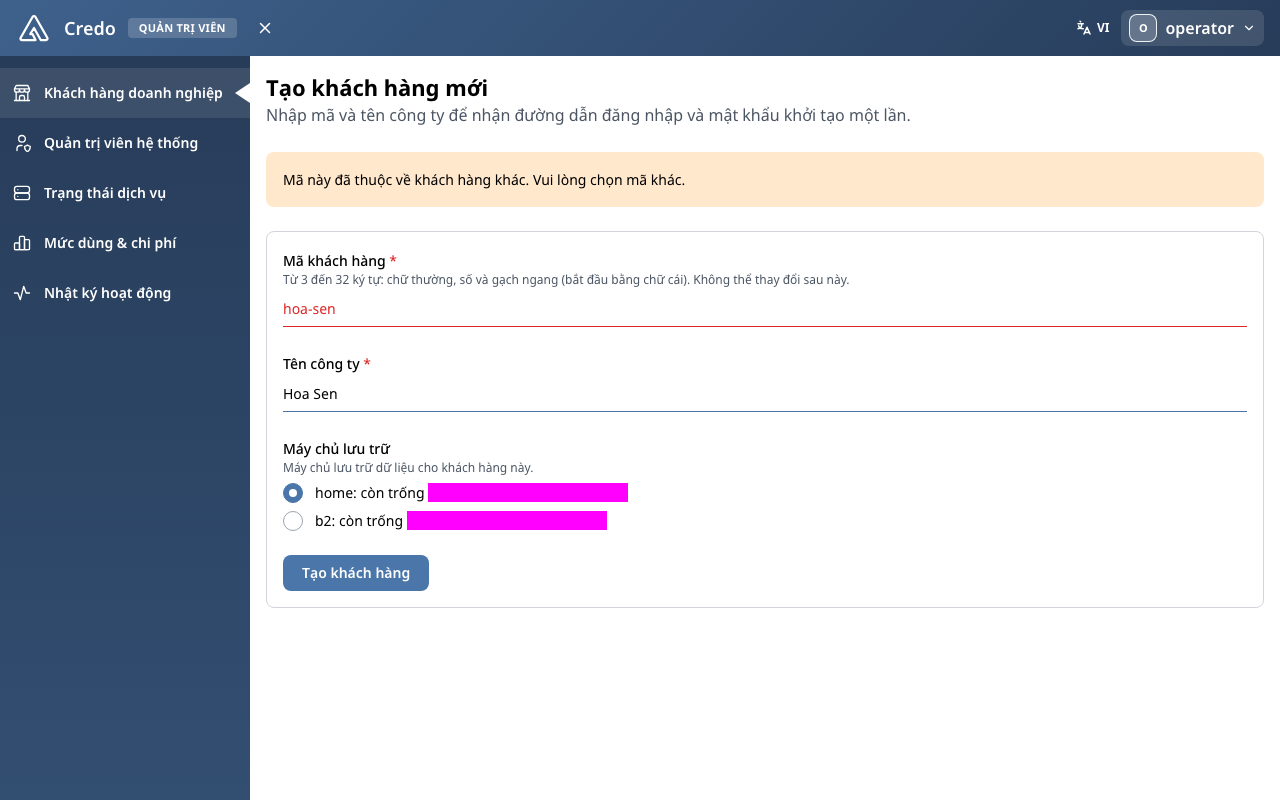 Credo
QUẢN TRỊ VIÊN
VI
O
operator
Khách hàng doanh nghiệp
Quản trị viên hệ thống
Trạng thái dịch vụ
Mức dùng & chi phí
Nhật ký hoạt động
Tạo khách hàng mới
Nhập mã và tên công ty để nhận đường dẫn đăng nhập và mật khẩu khởi tạo một lần.
Mã này đã thuộc về khách hàng khác. Vui lòng chọn mã khác.
Mã khách hàng *
Từ 3 đến 32 ký tự: chữ thường, số và gạch ngang (bắt đầu bằng chữ cái). Không thể thay đổi sau này.
hoa-sen
Tên công ty *
Hoa Sen
Máy chủ lưu trữ
Máy chủ lưu trữ dữ liệu cho khách hàng này.
home: còn trống
b2: còn trống
Tạo khách hàng